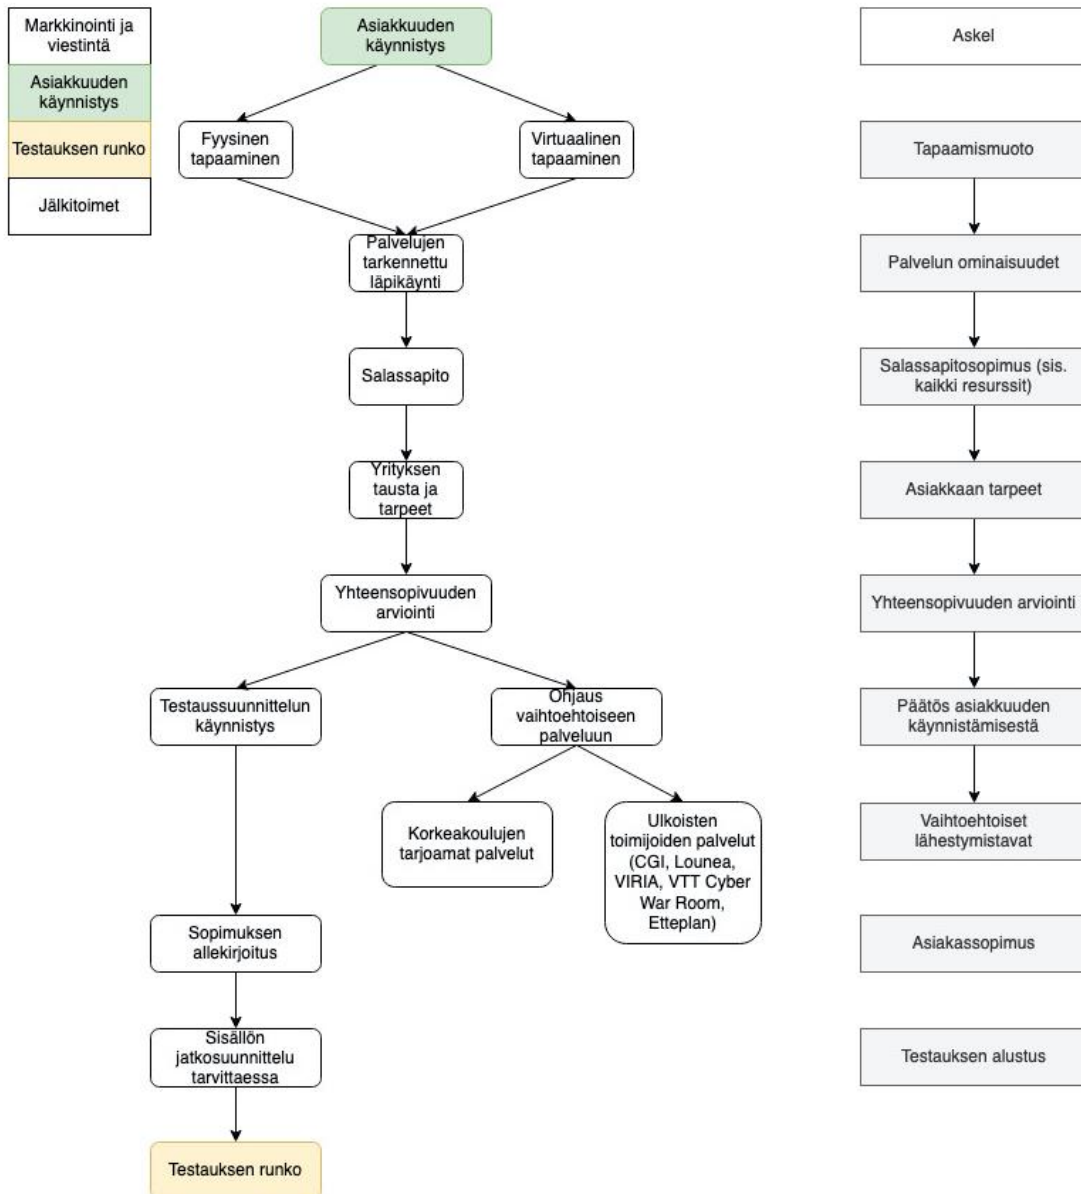 Markkinointi ja
viestintä
Asiakkuuden
käynnistys
Testauksen runko
Jälkitoimet
Asiakkuuden
käynnistys
Fyysinen
tapaaminen
Virtuaalinen
tapaaminen
Palvelujen
tarkennettu
läpikäynti
Salassapito
Yrityksen
tausta ja
tarpeet
Yhteensopivuuden
arviointi
Testaussuunnittelun
käynnistys
Ohjaus
vaihtoehtoiseen
palveluun
Korkeakoulujen
tarjoamat palvelut
Ulkoisten
toimijoiden palvelut
(CGI, Lounea,
VIRIA, VTT Cyber
War Room,
Etteplan)
Sopimuksen
allekirjoitus
Sisällön
jatkosuunnittelu
tarvittaessa
Testauksen runko
Askel
Tapaamismuoto
Palvelun ominaisuudet
Salassapitosopimus (sis.
kaikki resurssit)
Asiakkaan tarpeet
Yhteensopivuuden arviointi
Päätös asiakkuuden
käynnistämisestä
Vaihtoehtoiset
lähestymistavat
Asiakassopimus
Testauksen alustus